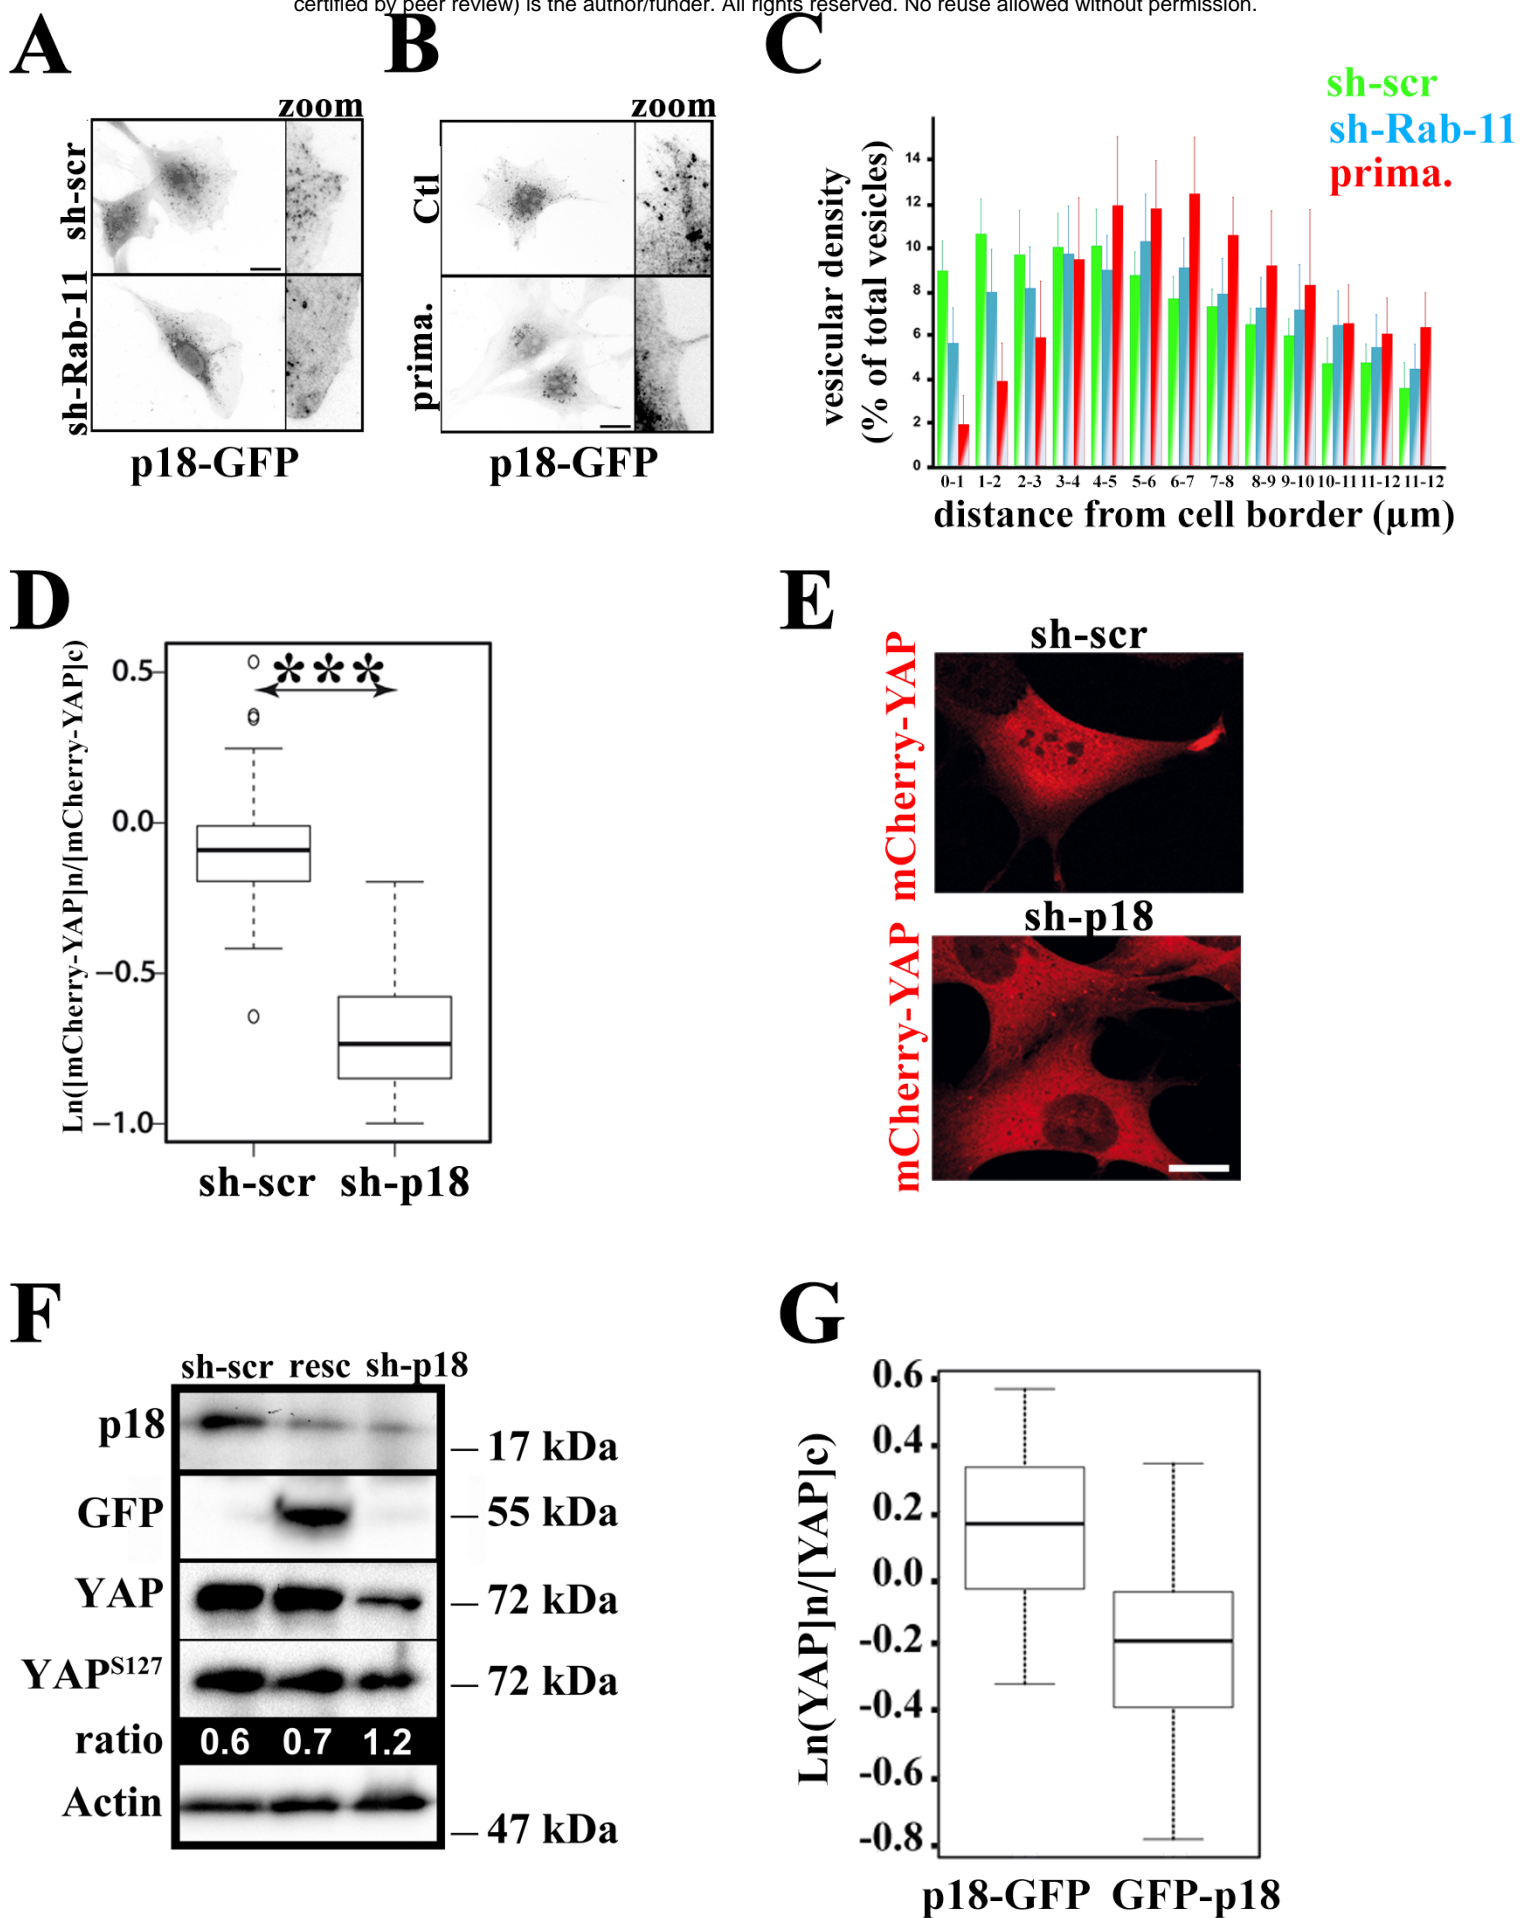 certified by peer review) is the author/funder. All rights reserved. No reuse allowed without permission.
A
B
C
zoom
sh-scr
sh-Rab-11
p18-GFP
zoom
Ctl
prima.
p18-GFP
sh-scr
sh-Rab-11
prima.
vesicular density
(% of total vesicles)
14
12
10
8
6
4
2
0
0-1 1-2 2-3 3-4 4-5 5-6 6-7 7-8 8-9 9-10 10-11 11-12 11-12
distance from cell border (µm)
D
Ln([mCherry-YAP]n/[mCherry-YAP]c)
0.5
0.0
-0.5
-1.0
***
sh-scr sh-p18
E
sh-scr
mCherry-YAP
sh-p18
mCherry-YAP
F
sh-scr resc sh-p18
p18
17 kDa
GFP
55 kDa
YAP
72 kDa
YAPS127
72 kDa
ratio 0.6 0.7 1.2
Actin
47 kDa
G
Ln(YAP]n/[YAP]c)
0.6
0.4
0.2
0.0
-0.2
-0.4
-0.6
-0.8
p18-GFP GFP-p18